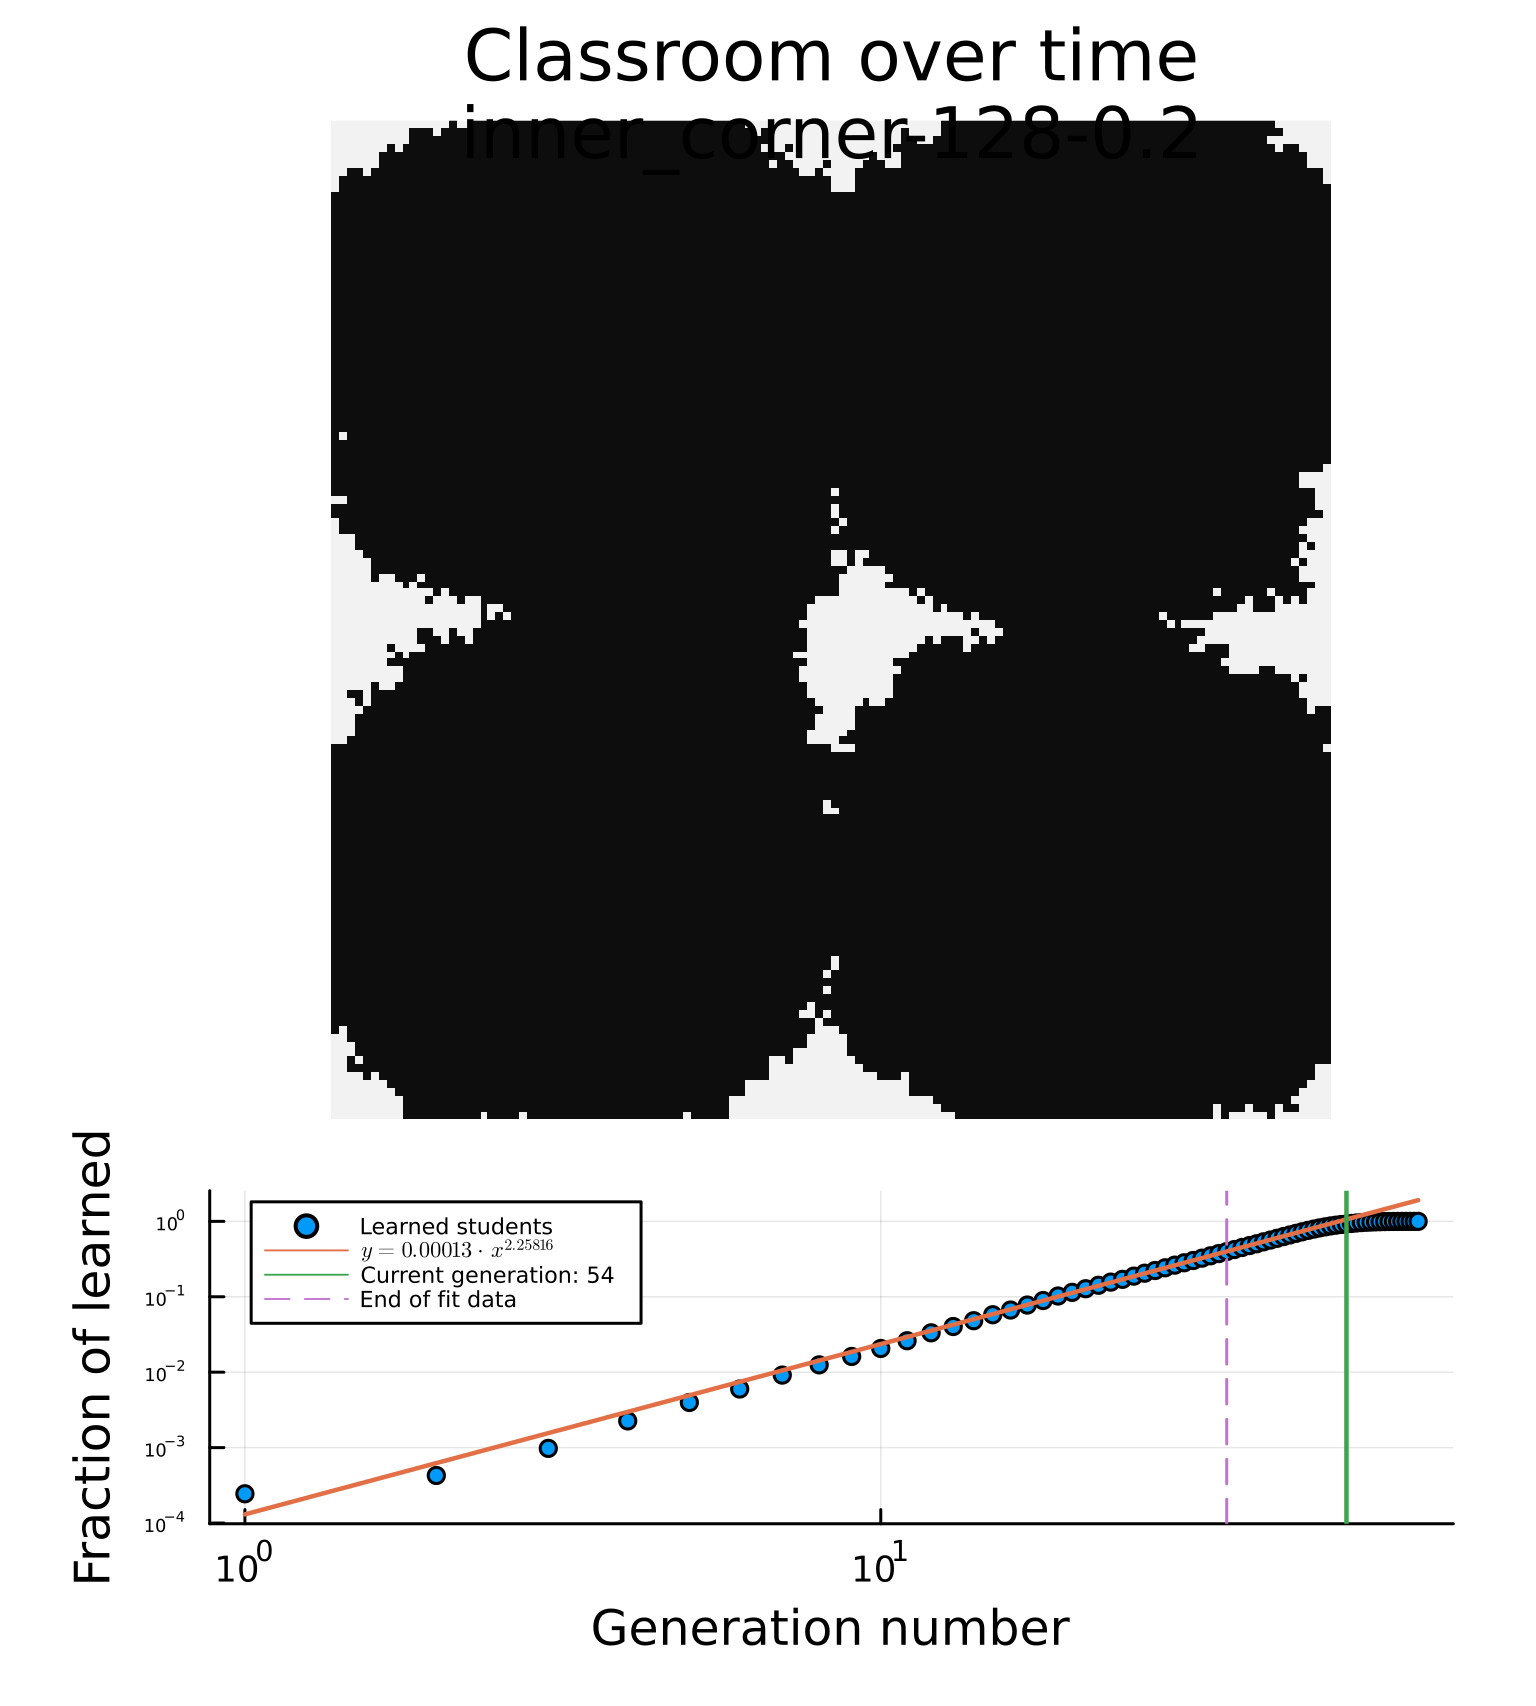 Classroom over time
inner_corner-128-0.2
Fraction of learned
10^0
10^−1
10^−2
10^−3
10^−4
Learned students
y = 0.00013 · x^2.25816
Current generation: 54
End of fit data
10^0
10^1
Generation number